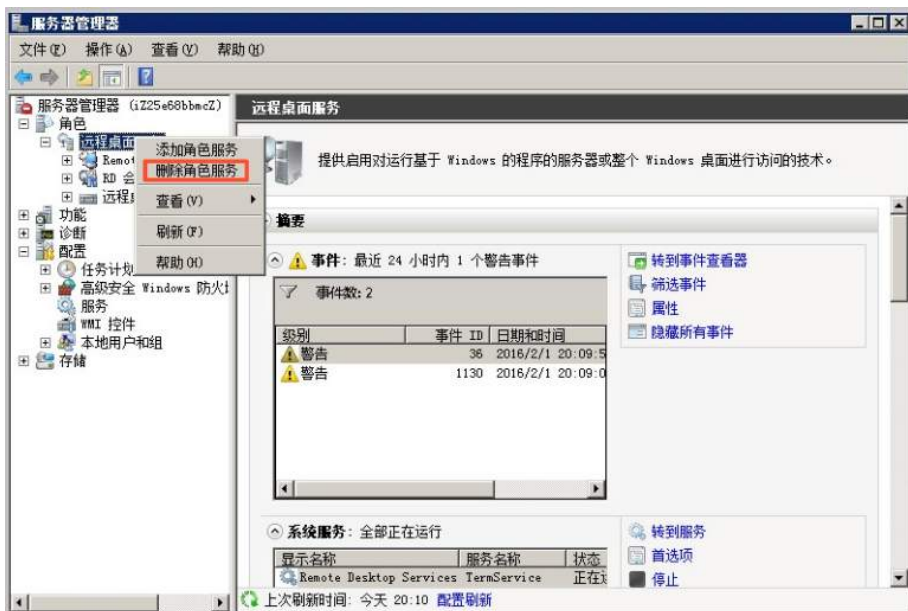 服务器管理器
文件(F) 操作(A) 查看(V) 帮助(H)
服务器管理器 (iZ25e68bbmcZ)
角色
远程桌面
Remot
RD 会
远程
功能
诊断
配置
任务计划
高级安全 Windows 防火
服务
WMI 控件
本地用户和组
存储
添加角色服务
删除角色服务
查看(V)
刷新(F)
帮助(H)
远程桌面服务
提供启用对运行基于 Windows 的程序的服务器或整个 Windows 桌面进行访问的技术。
摘要
事件: 最近 24 小时内 1 个警告事件
事件数: 2
级别 事件 ID 日期和时间
警告 36 2016/2/1 20:09:5
警告 1130 2016/2/1 20:09:0
转到事件查看器
筛选事件
属性
隐藏所有事件
系统服务: 全部正在运行
显示名称 服务名称 状态
Remote Desktop Services TermService 正在
转到服务
首选项
停止
上次刷新时间: 今天 20:10 配置刷新